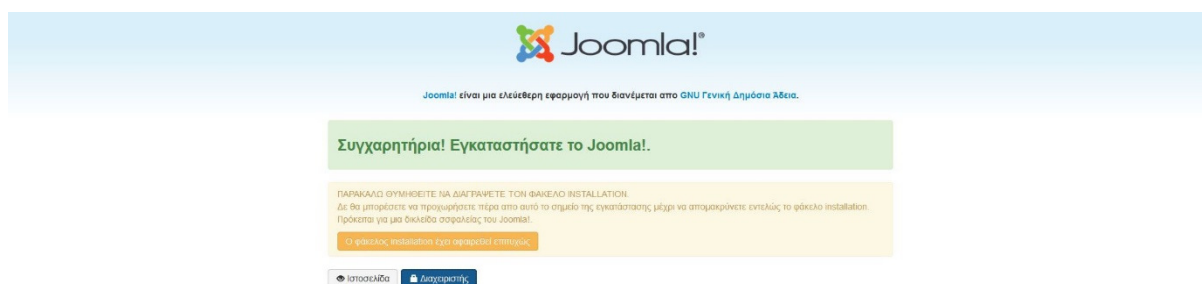 Joomla!®
Joomla! είναι μια ελεύθερη εφαρμογή που διανέμεται απο GNU Γενική Δημόσια Άδεια.
Συγχαρητήρια! Εγκαταστήσατε το Joomla!.
ΠΑΡΑΚΑΛΩ ΘΥΜΗΘΕΙΤΕ ΝΑ ΔΙΑΓΡΑΨΕΤΕ ΤΟΝ ΦΑΚΕΛΟ INSTALLATION.
Δε θα μπορέσετε να προχωρήσετε πέρα απο αυτό το σημείο της εγκατάστασης μέχρι να απομακρύνετε εντελώς το φάκελο installation.
Πρόκειται για μια δικλείδα ασφαλείας του Joomla!.
Ο φάκελος installation έχει αφαιρεθεί επιτυχώς
Ιστοσελίδα Διαχειριστής